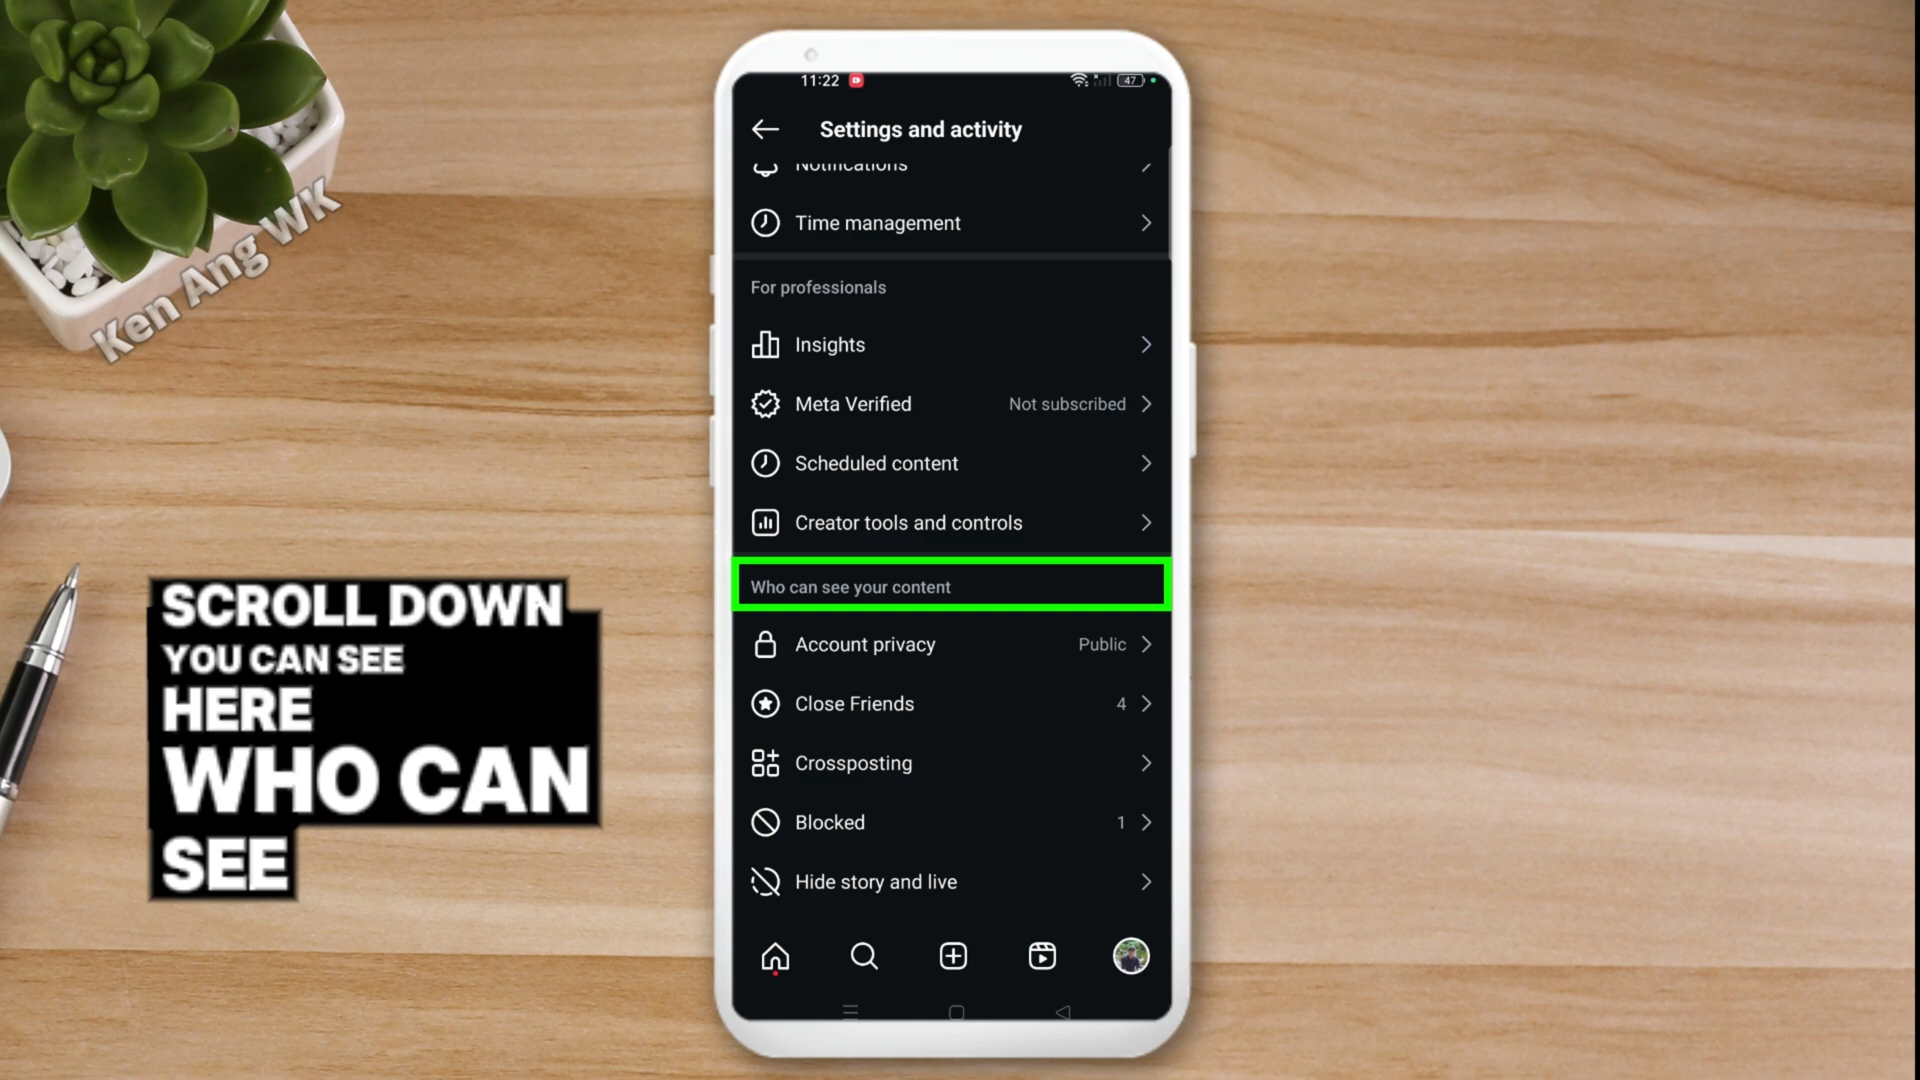 Ken Ang WK
SCROLL DOWN
YOU CAN SEE
HERE
WHO CAN
SEE
11:22
47
Settings and activity
Notifications
Time management
For professionals
Insights
Meta Verified
Not subscribed
Scheduled content
Creator tools and controls
Who can see your content
Account privacy
Public
Close Friends
4
Crossposting
Blocked
1
Hide story and live